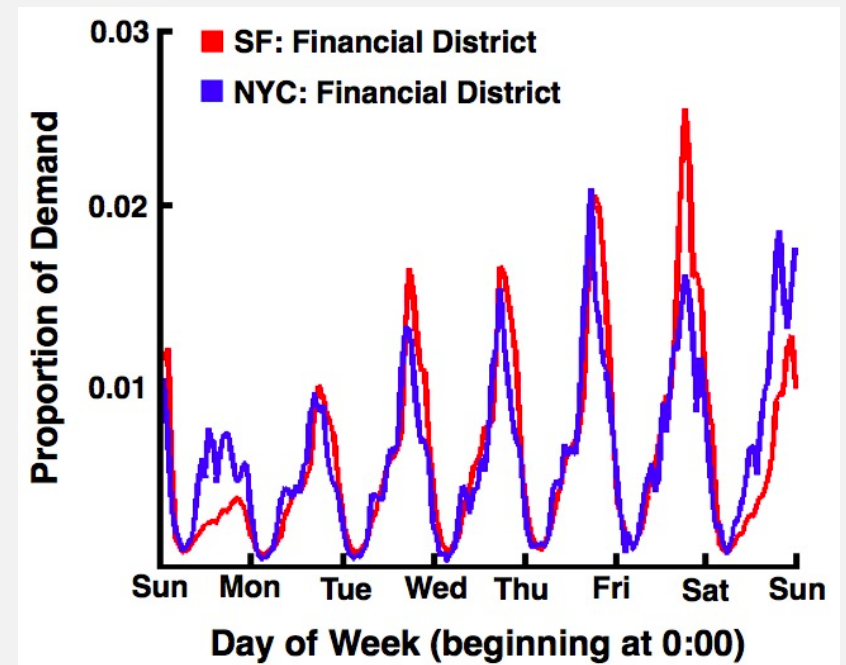 0.03
SF: Financial District
NYC: Financial District
0.02
0.01
Proportion of Demand
Sun Mon Tue Wed Thu Fri Sat Sun
Day of Week (beginning at 0:00)